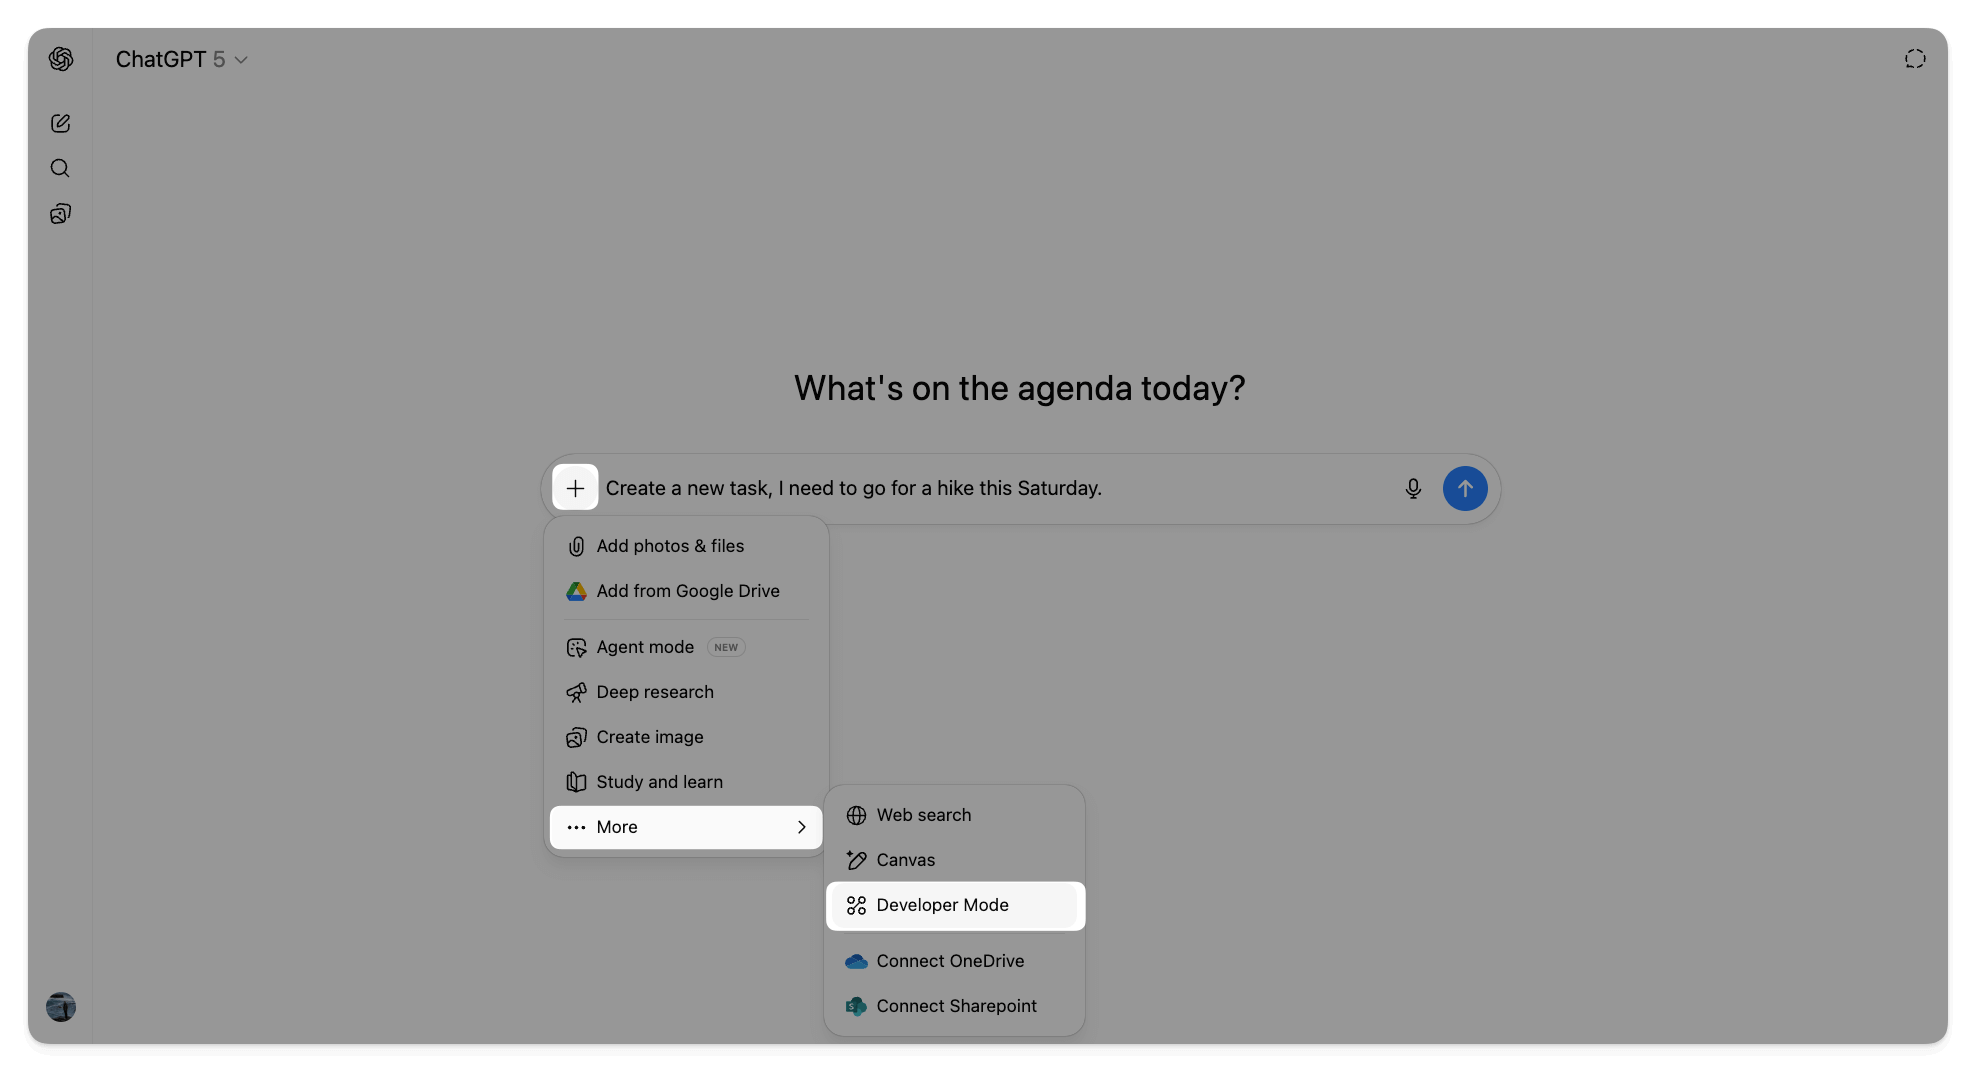 ChatGPT 5
What's on the agenda today?
Create a new task, I need to go for a hike this Saturday.
Add photos & files
Add from Google Drive
Agent mode NEW
Deep research
Create image
Study and learn
More
Web search
Canvas
Developer Mode
Connect OneDrive
Connect Sharepoint